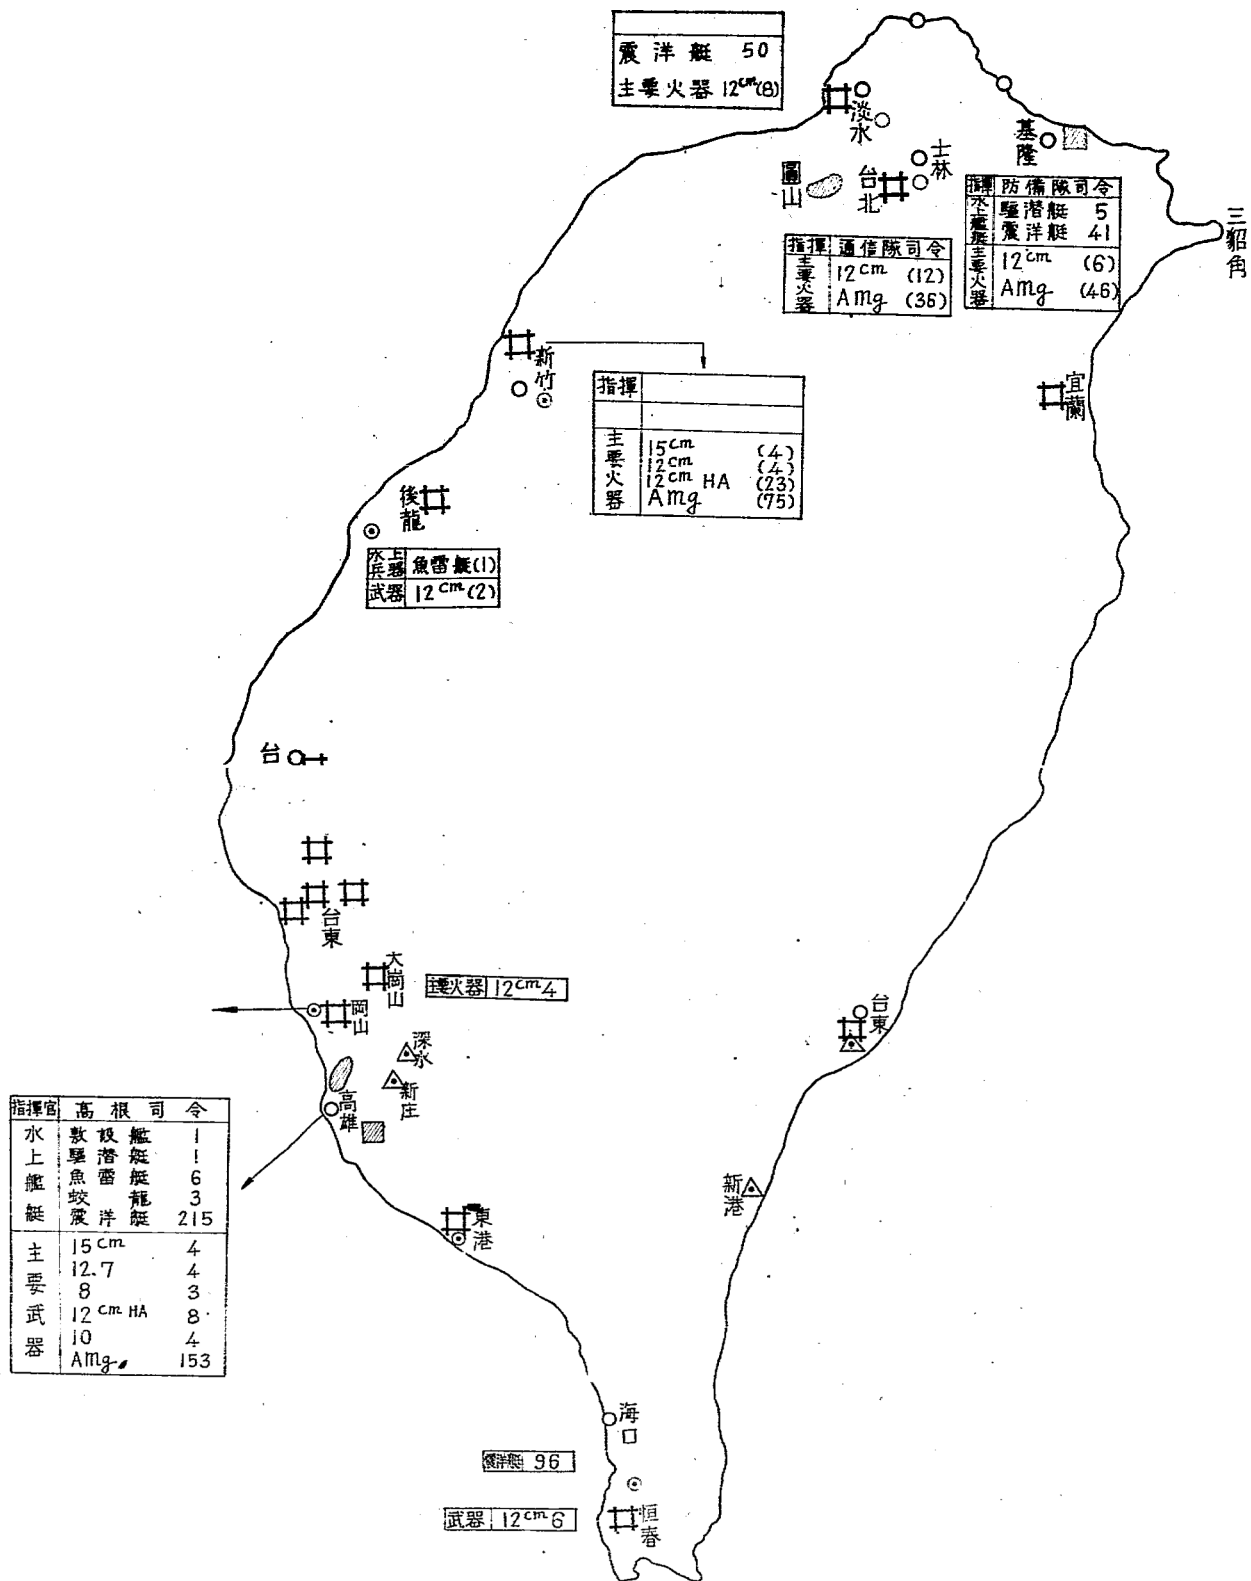 震洋艇 50
主要火器 12cm(8)
淡水
基隆
士林
台北
圓山
三貂角
指揮 防備隊司令
水上艦艇 驅潛艇 5
震洋艇 41
主要火器 12cm (6)
Amg (46)
指揮 通信隊司令
主要火器 12cm (12)
Amg (36)
新竹
指揮
主要火器 15cm (4)
12cm (4)
12cm HA (23)
Amg (75)
宜蘭
後龍
水上兵器 魚雷艇(1)
武器 12cm(2)
台
台東
大崗山
主要火器 12cm 4
岡山
深水
新庄
高雄
台東
指揮官 高根司令
水上艦艇 敷設艦 1
驅潛艇 1
魚雷艇 6
蛟龍 3
震洋艇 215
主要武器 15cm 4
12.7 4
8 3
12cm HA 8
10 4
Amg. 153
東港
新港
海口
震洋艇 96
武器 12cm 6
恒春